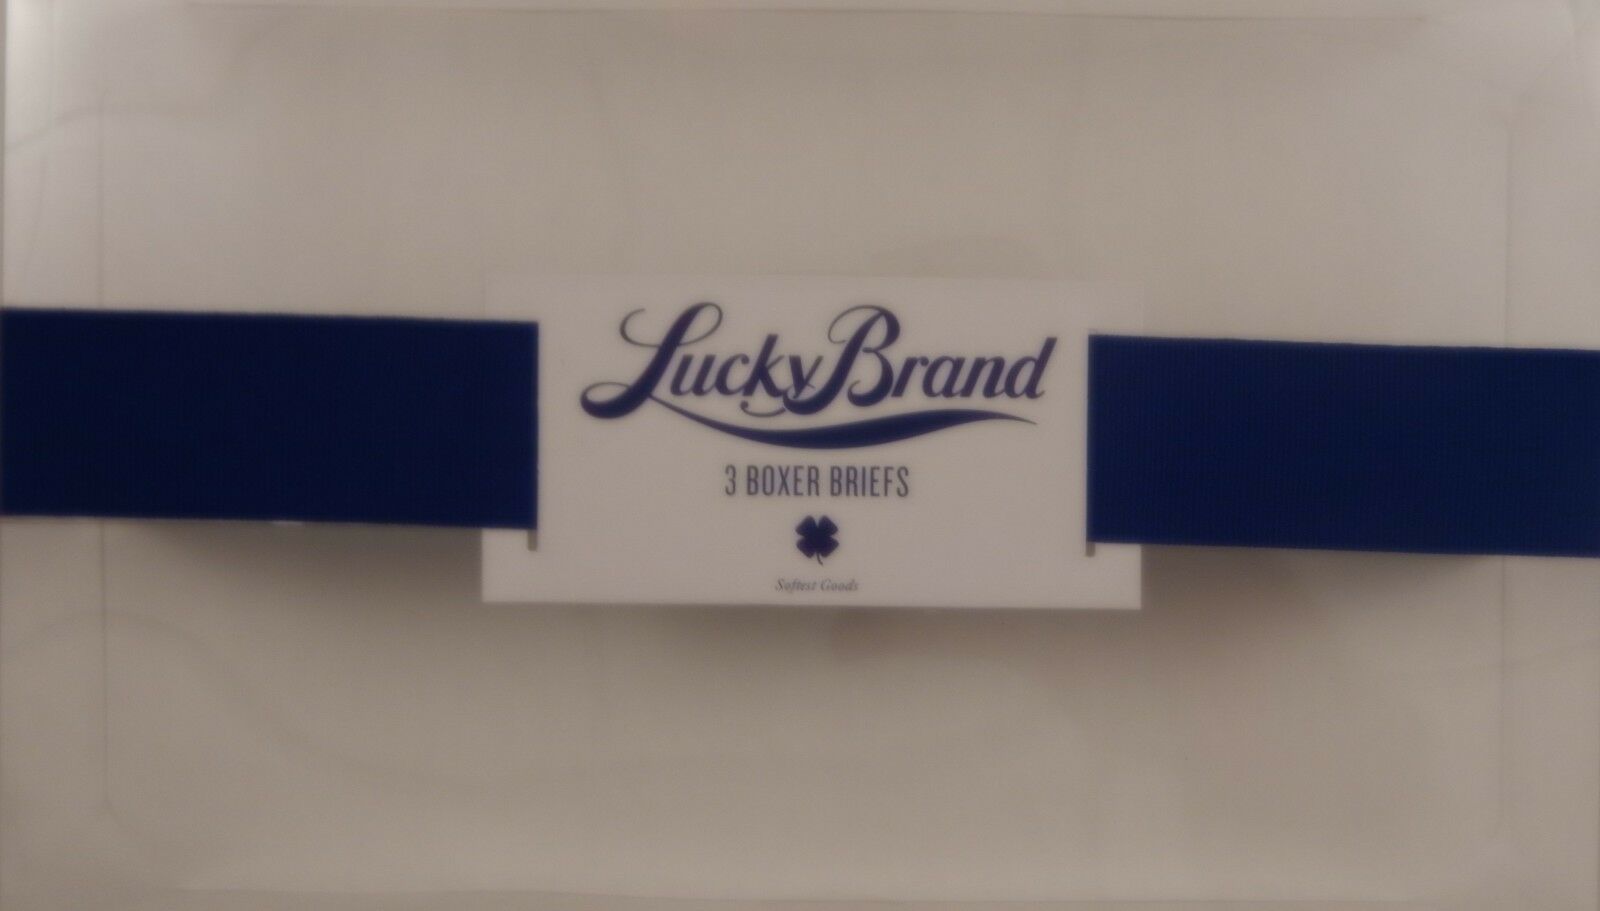 Lucky Brand
3 BOXER BRIEFS
Softest Goods